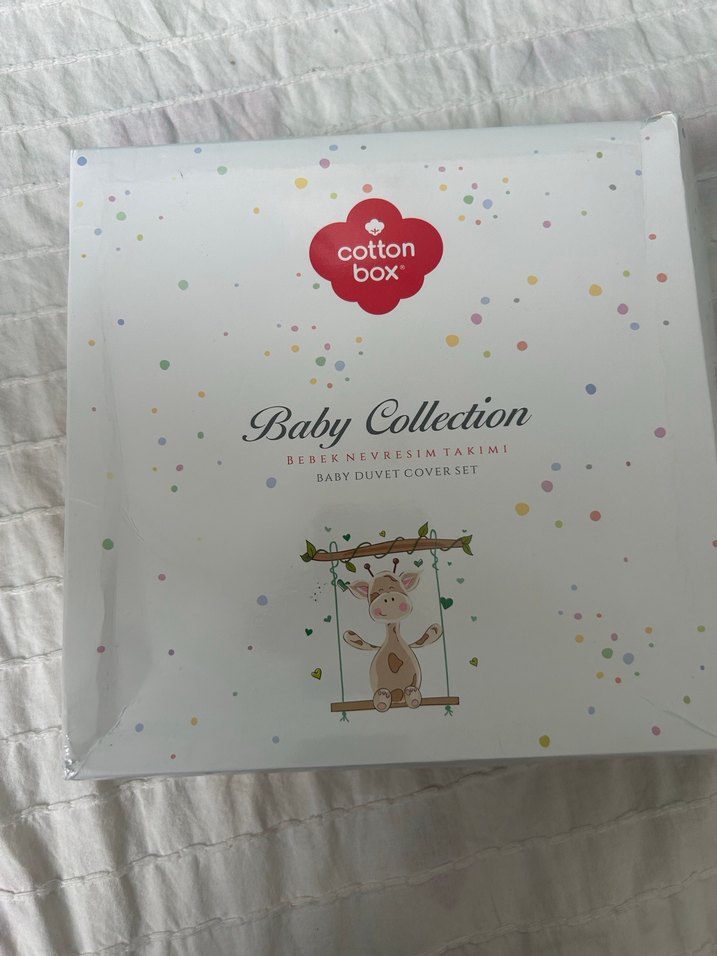 cotton
box®
Baby Collection
BEBEK NEVRESIM TAKIMI
BABY DUVET COVER SET